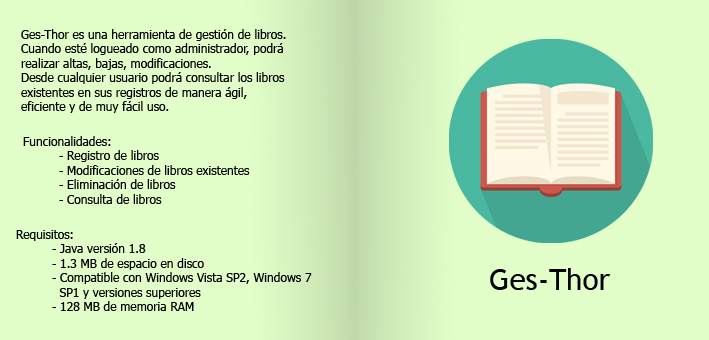 Ges-Thor es una herramienta de gestión de libros.
Cuando esté logueado como administrador, podrá
realizar altas, bajas, modificaciones.
Desde cualquier usuario podrá consultar los libros
existentes en sus registros de manera ágil,
eficiente y de muy fácil uso.
Funcionalidades:
- Registro de libros
- Modificaciones de libros existentes
- Eliminación de libros
- Consulta de libros
Requisitos:
- Java versión 1.8
- 1.3 MB de espacio en disco
- Compatible con Windows Vista SP2, Windows 7
SP1 y versiones superiores
- 128 MB de memoria RAM
Ges-Thor